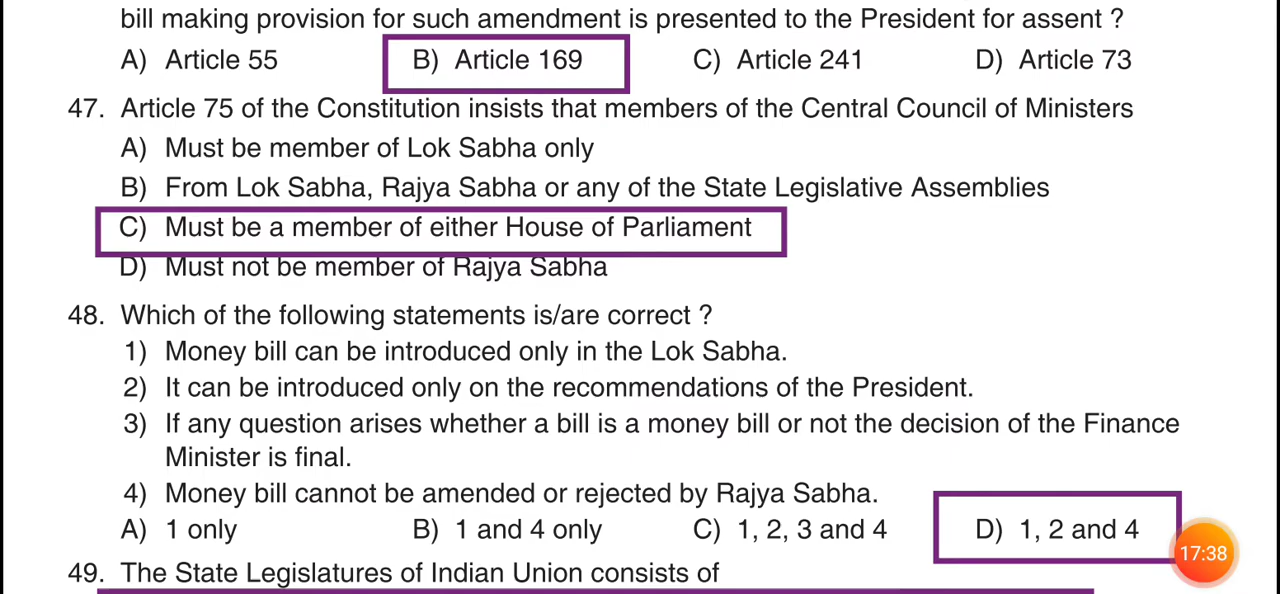 bill making provision for such amendment is presented to the President for assent ?
A) Article 55 B) Article 169 C) Article 241 D) Article 73
47. Article 75 of the Constitution insists that members of the Central Council of Ministers
A) Must be member of Lok Sabha only
B) From Lok Sabha, Rajya Sabha or any of the State Legislative Assemblies
C) Must be a member of either House of Parliament
D) Must not be member of Rajya Sabha
48. Which of the following statements is/are correct ?
1) Money bill can be introduced only in the Lok Sabha.
2) It can be introduced only on the recommendations of the President.
3) If any question arises whether a bill is a money bill or not the decision of the Finance
Minister is final.
4) Money bill cannot be amended or rejected by Rajya Sabha.
A) 1 only B) 1 and 4 only C) 1, 2, 3 and 4 D) 1, 2 and 4
17:38
49. The State Legislatures of Indian Union consists of